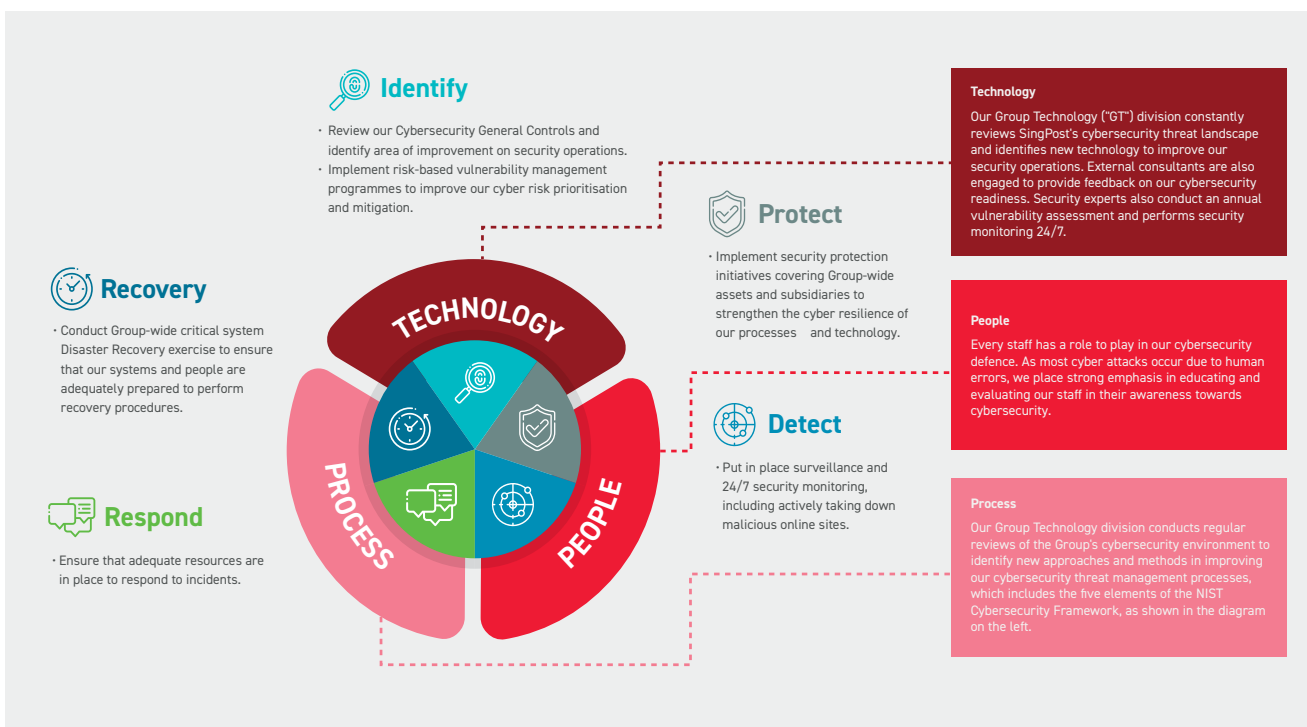 Identify
· Review our Cybersecurity General Controls and
identify area of improvement on security operations.
· Implement risk-based vulnerability management
programmes to improve our cyber risk prioritisation
and mitigation.
Protect
· Implement security protection
initiatives covering Group-wide
assets and subsidiaries to
strengthen the cyber resilience of
our processes and technology.
Recovery
· Conduct Group-wide critical system
Disaster Recovery exercise to ensure
that our systems and people are
adequately prepared to perform
recovery procedures.
Detect
· Put in place surveillance and
24/7 security monitoring,
including actively taking down
malicious online sites.
Respond
· Ensure that adequate resources are
in place to respond to incidents.
TECHNOLOGY
PROCESS
PEOPLE
Technology
Our Group Technology ("GT") division constantly
reviews SingPost's cybersecurity threat landscape
and identifies new technology to improve our
security operations. External consultants are also
engaged to provide feedback on our cybersecurity
readiness. Security experts also conduct an annual
vulnerability assessment and performs security
monitoring 24/7.
People
Every staff has a role to play in our cybersecurity
defence. As most cyber attacks occur due to human
errors, we place strong emphasis in educating and
evaluating our staff in their awareness towards
cybersecurity.
Process
Our Group Technology division conducts regular
reviews of the Group's cybersecurity environment to
identify new approaches and methods in improving
our cybersecurity threat management processes,
which includes the five elements of the NIST
Cybersecurity Framework, as shown in the diagram
on the left.